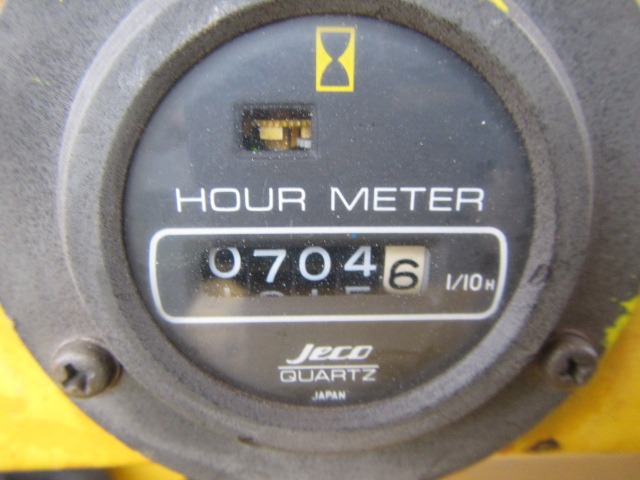 HOUR METER
07046 1/10H
Jeco
QUARTZ
JAPAN